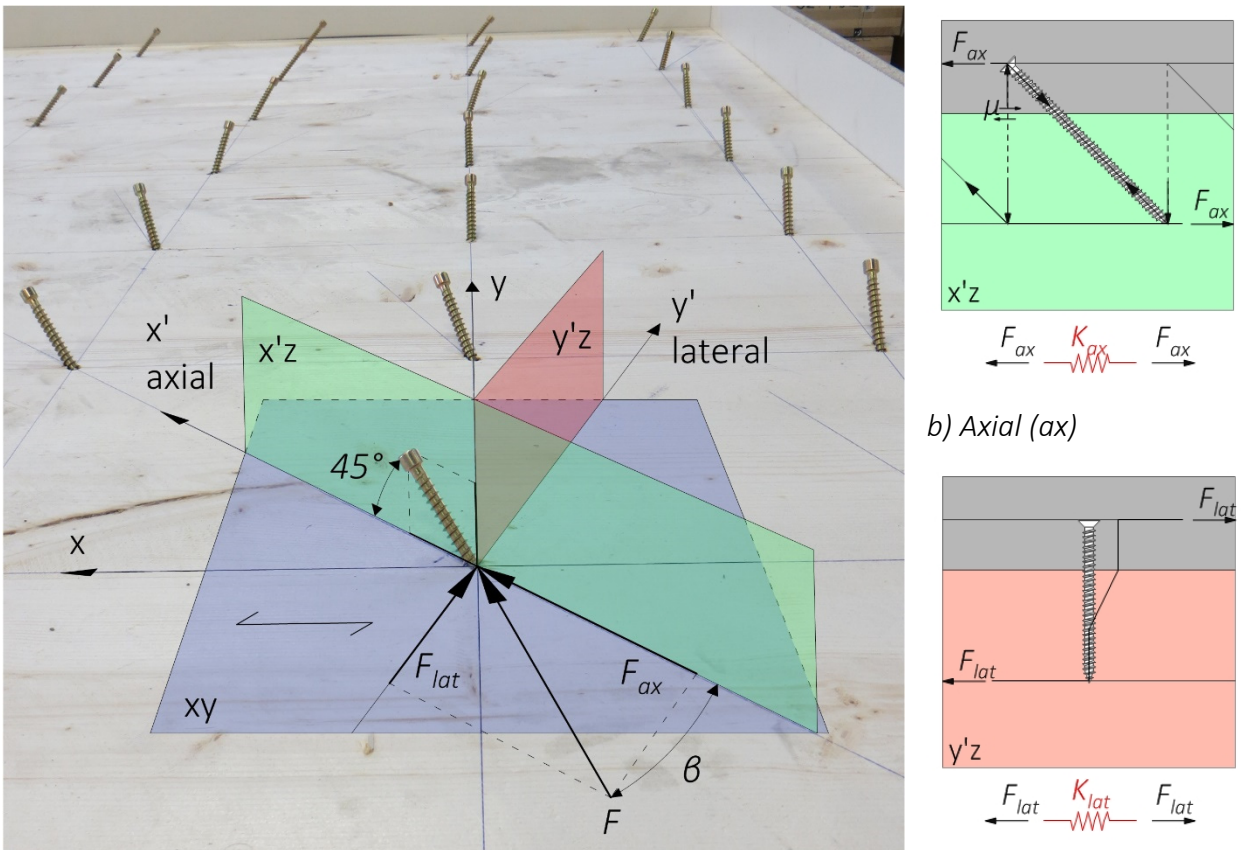 y
y'
lateral
x'
axial
x'z
y'z
45°
x
F_lat
F_ax
xy
β
F
F_ax
μ
F_ax
x'z
F_ax
K_ax
F_ax
b) Axial (ax)
F_lat
F_lat
y'z
F_lat
K_lat
F_lat